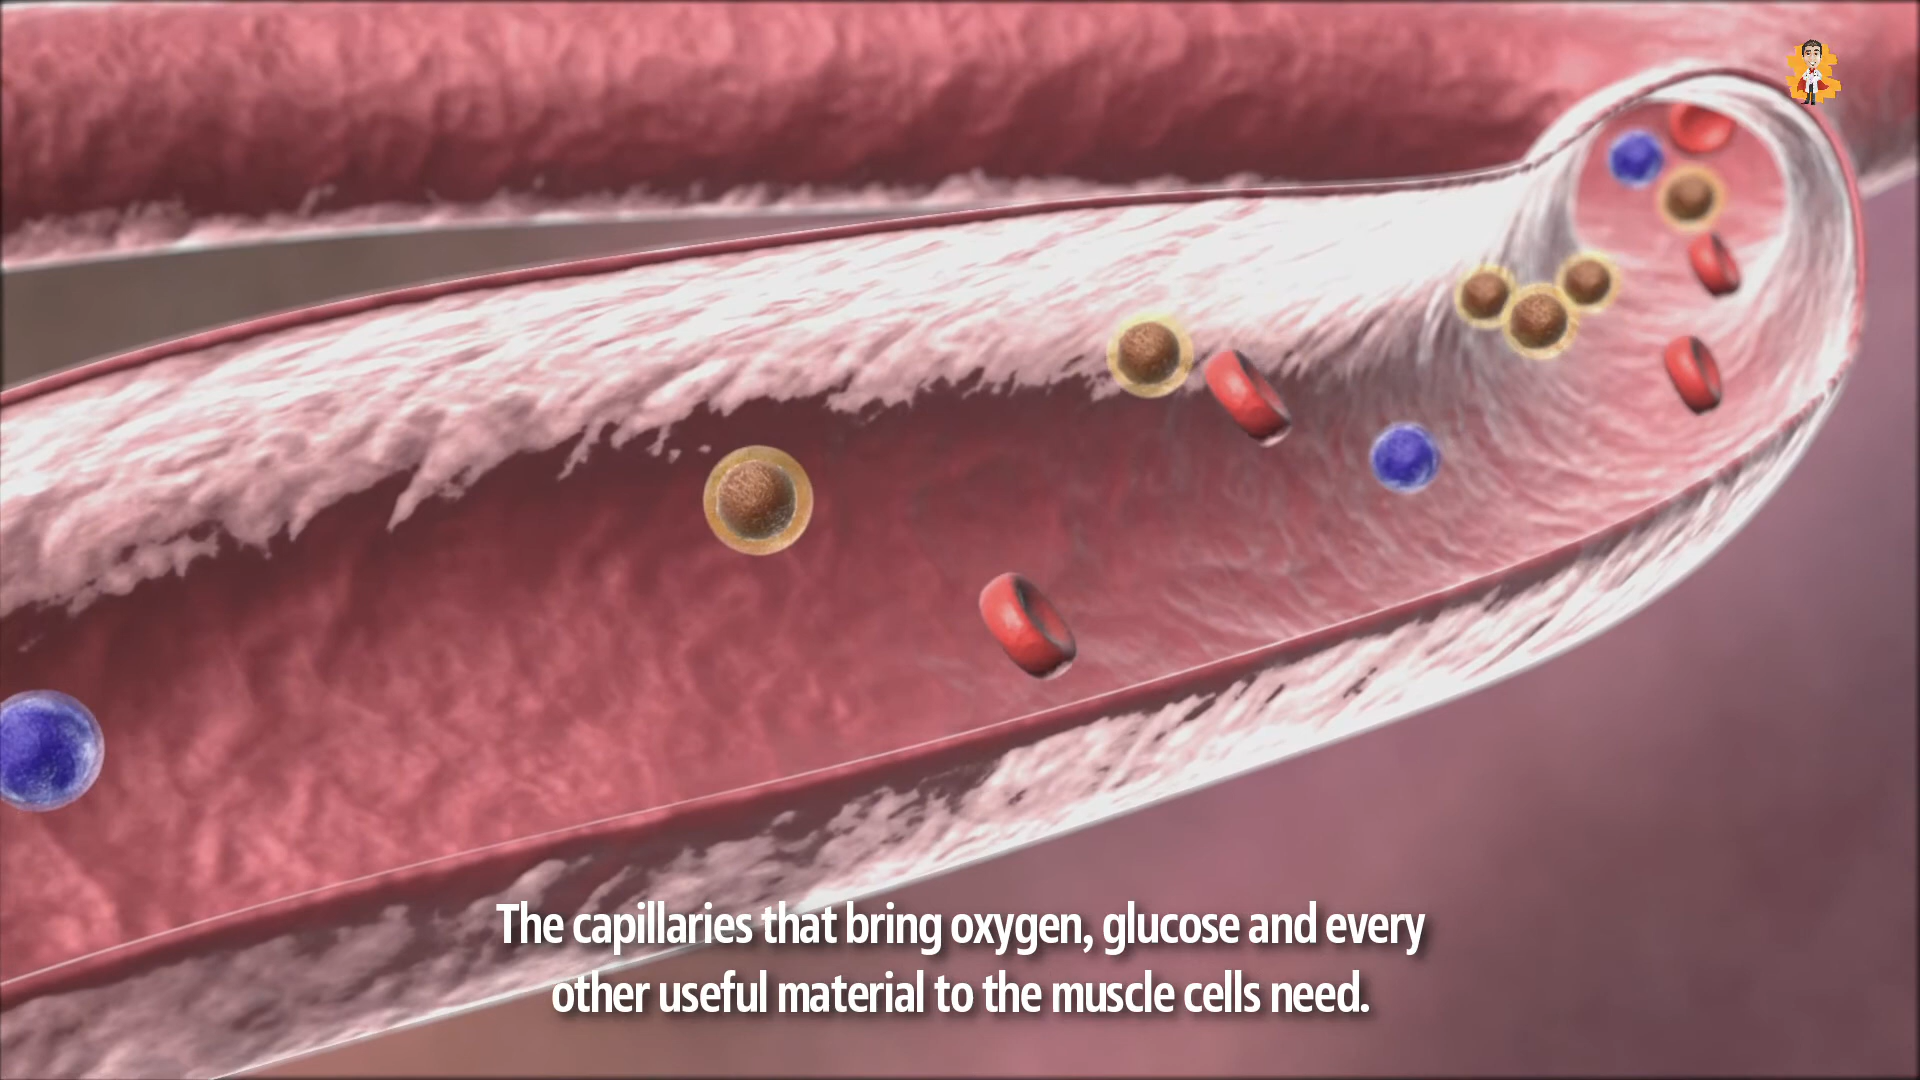 The capillaries that bring oxygen, glucose and every
other useful material to the muscle cells need.